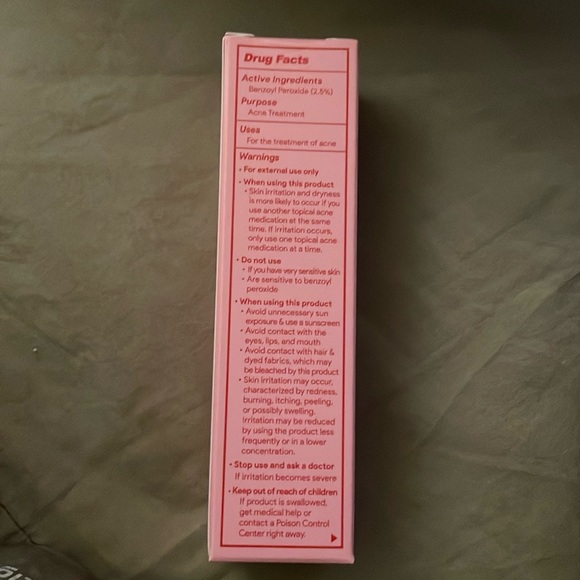 Drug Facts
Active Ingredients
Benzoyl Peroxide (2.5%)
Purpose
Acne Treatment
Uses
For the treatment of acne
Warnings
• For external use only
• When using this product
• Skin irritation and dryness
is more likely to occur if you
use another topical acne
medication at the same
time. If irritation occurs,
only use one topical acne
medication at a time.
• Do not use
• If you have very sensitive skin
• Are sensitive to benzoyl
peroxide
• When using this product
• Avoid unnecessary sun
exposure & use a sunscreen
• Avoid contact with the
eyes, lips, and mouth
• Avoid contact with hair &
dyed fabrics, which may
be bleached by this product
• Skin irritation may occur,
characterized by redness,
burning, itching, peeling,
or possibly swelling.
Irritation may be reduced
by using the product less
frequently or in a lower
concentration.
• Stop use and ask a doctor
If irritation becomes severe
• Keep out of reach of children
If product is swallowed,
get medical help or
contact a Poison Control
Center right away.